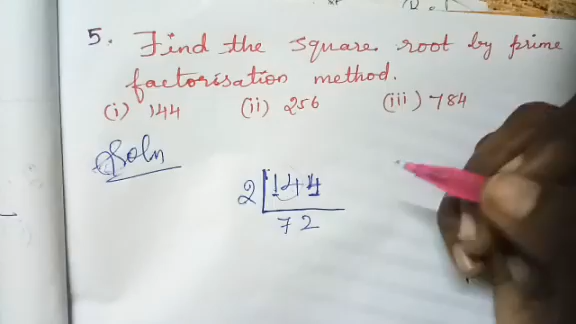 5. Find the square root by prime
factorisation method.
(i) 144 (ii) 256 (iii) 784
Soln
2 144
72